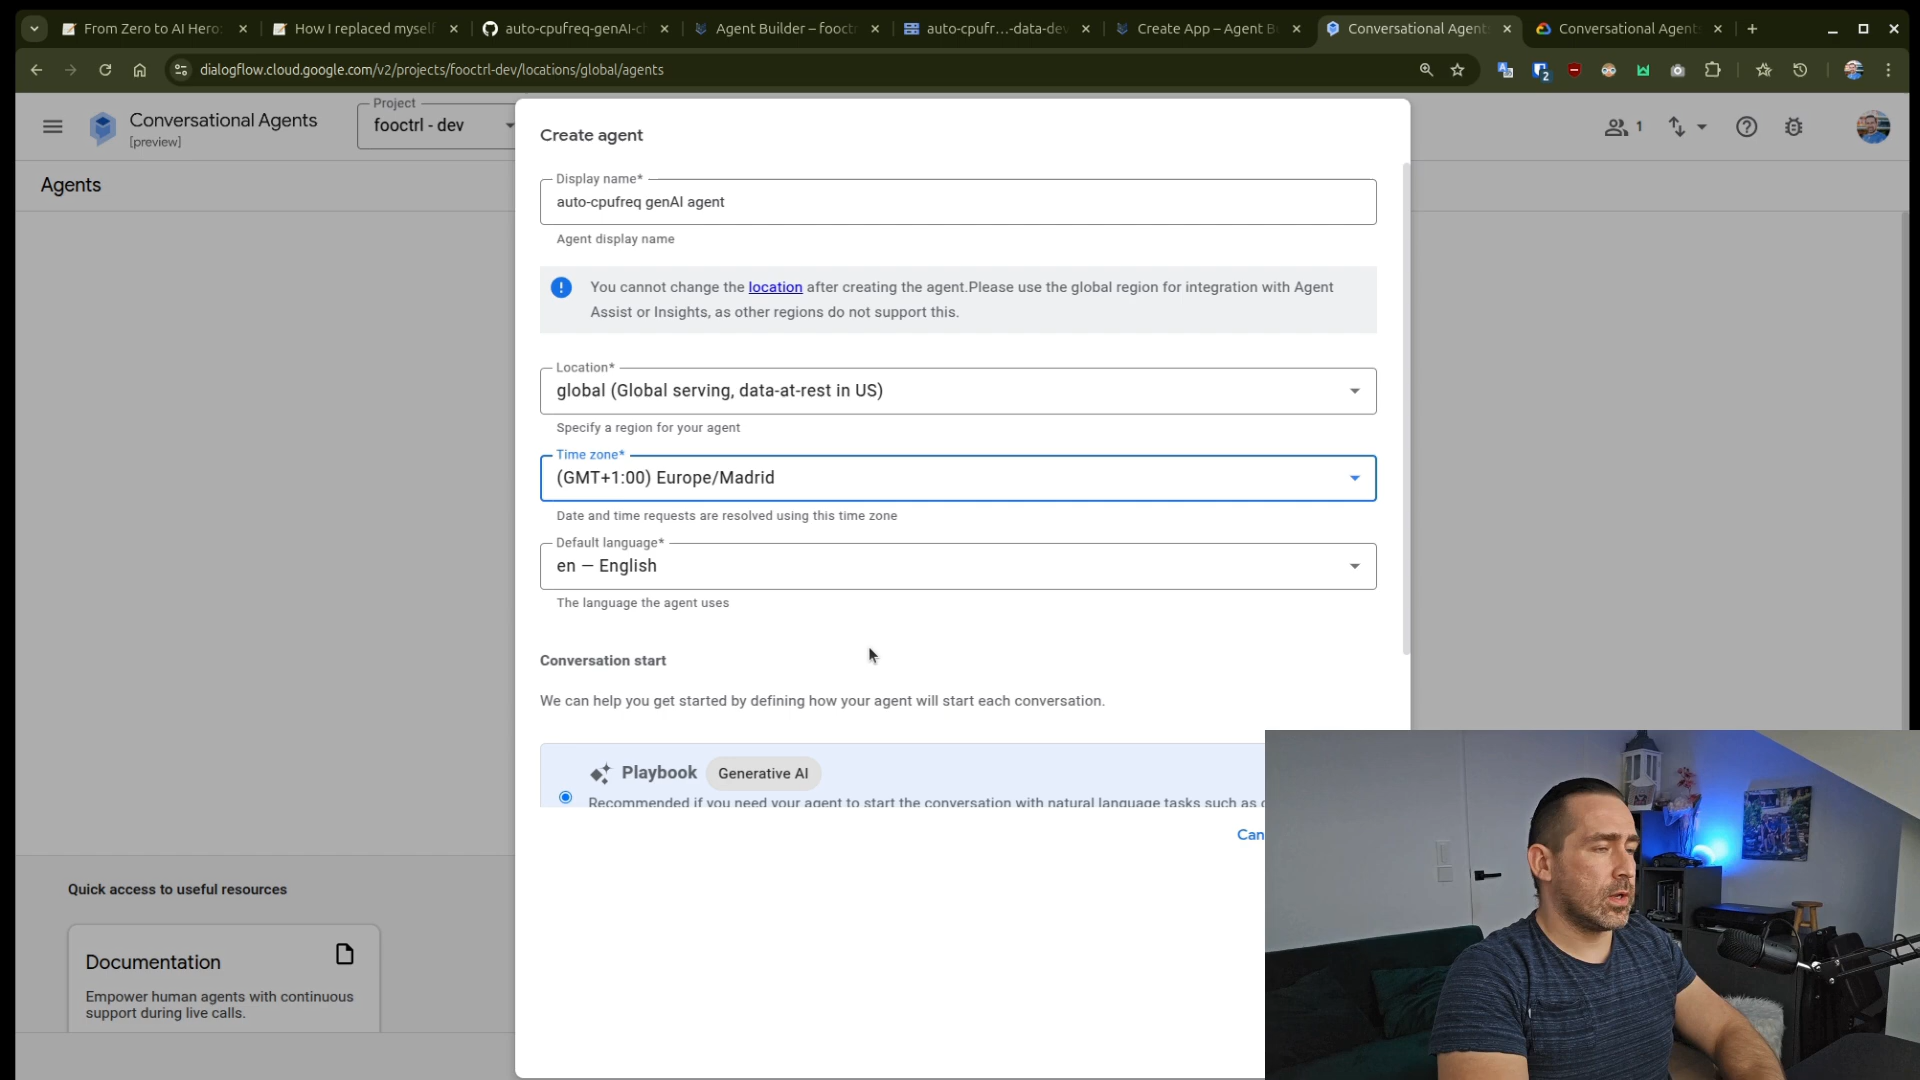 From Zero to AI Hero:
How I replaced myself
auto-cpufreq-genAI-ch
Agent Builder – fooctr
auto-cpufr...-data-dev
Create App – Agent B
Conversational Agents
Conversational Agents
dialogflow.cloud.google.com/v2/projects/fooctrl-dev/locations/global/agents
2
Conversational Agents
[preview]
Project
fooctrl - dev
1
Agents
Create agent
Display name*
auto-cpufreq genAI agent
Agent display name
You cannot change the location after creating the agent.Please use the global region for integration with Agent
Assist or Insights, as other regions do not support this.
Location*
global (Global serving, data-at-rest in US)
Specify a region for your agent
Time zone*
(GMT+1:00) Europe/Madrid
Date and time requests are resolved using this time zone
Default language*
en — English
The language the agent uses
Conversation start
We can help you get started by defining how your agent will start each conversation.
Playbook
Generative AI
Recommended if you need your agent to start the conversation with natural language tasks such as
Can
Quick access to useful resources
Documentation
Empower human agents with continuous
support during live calls.